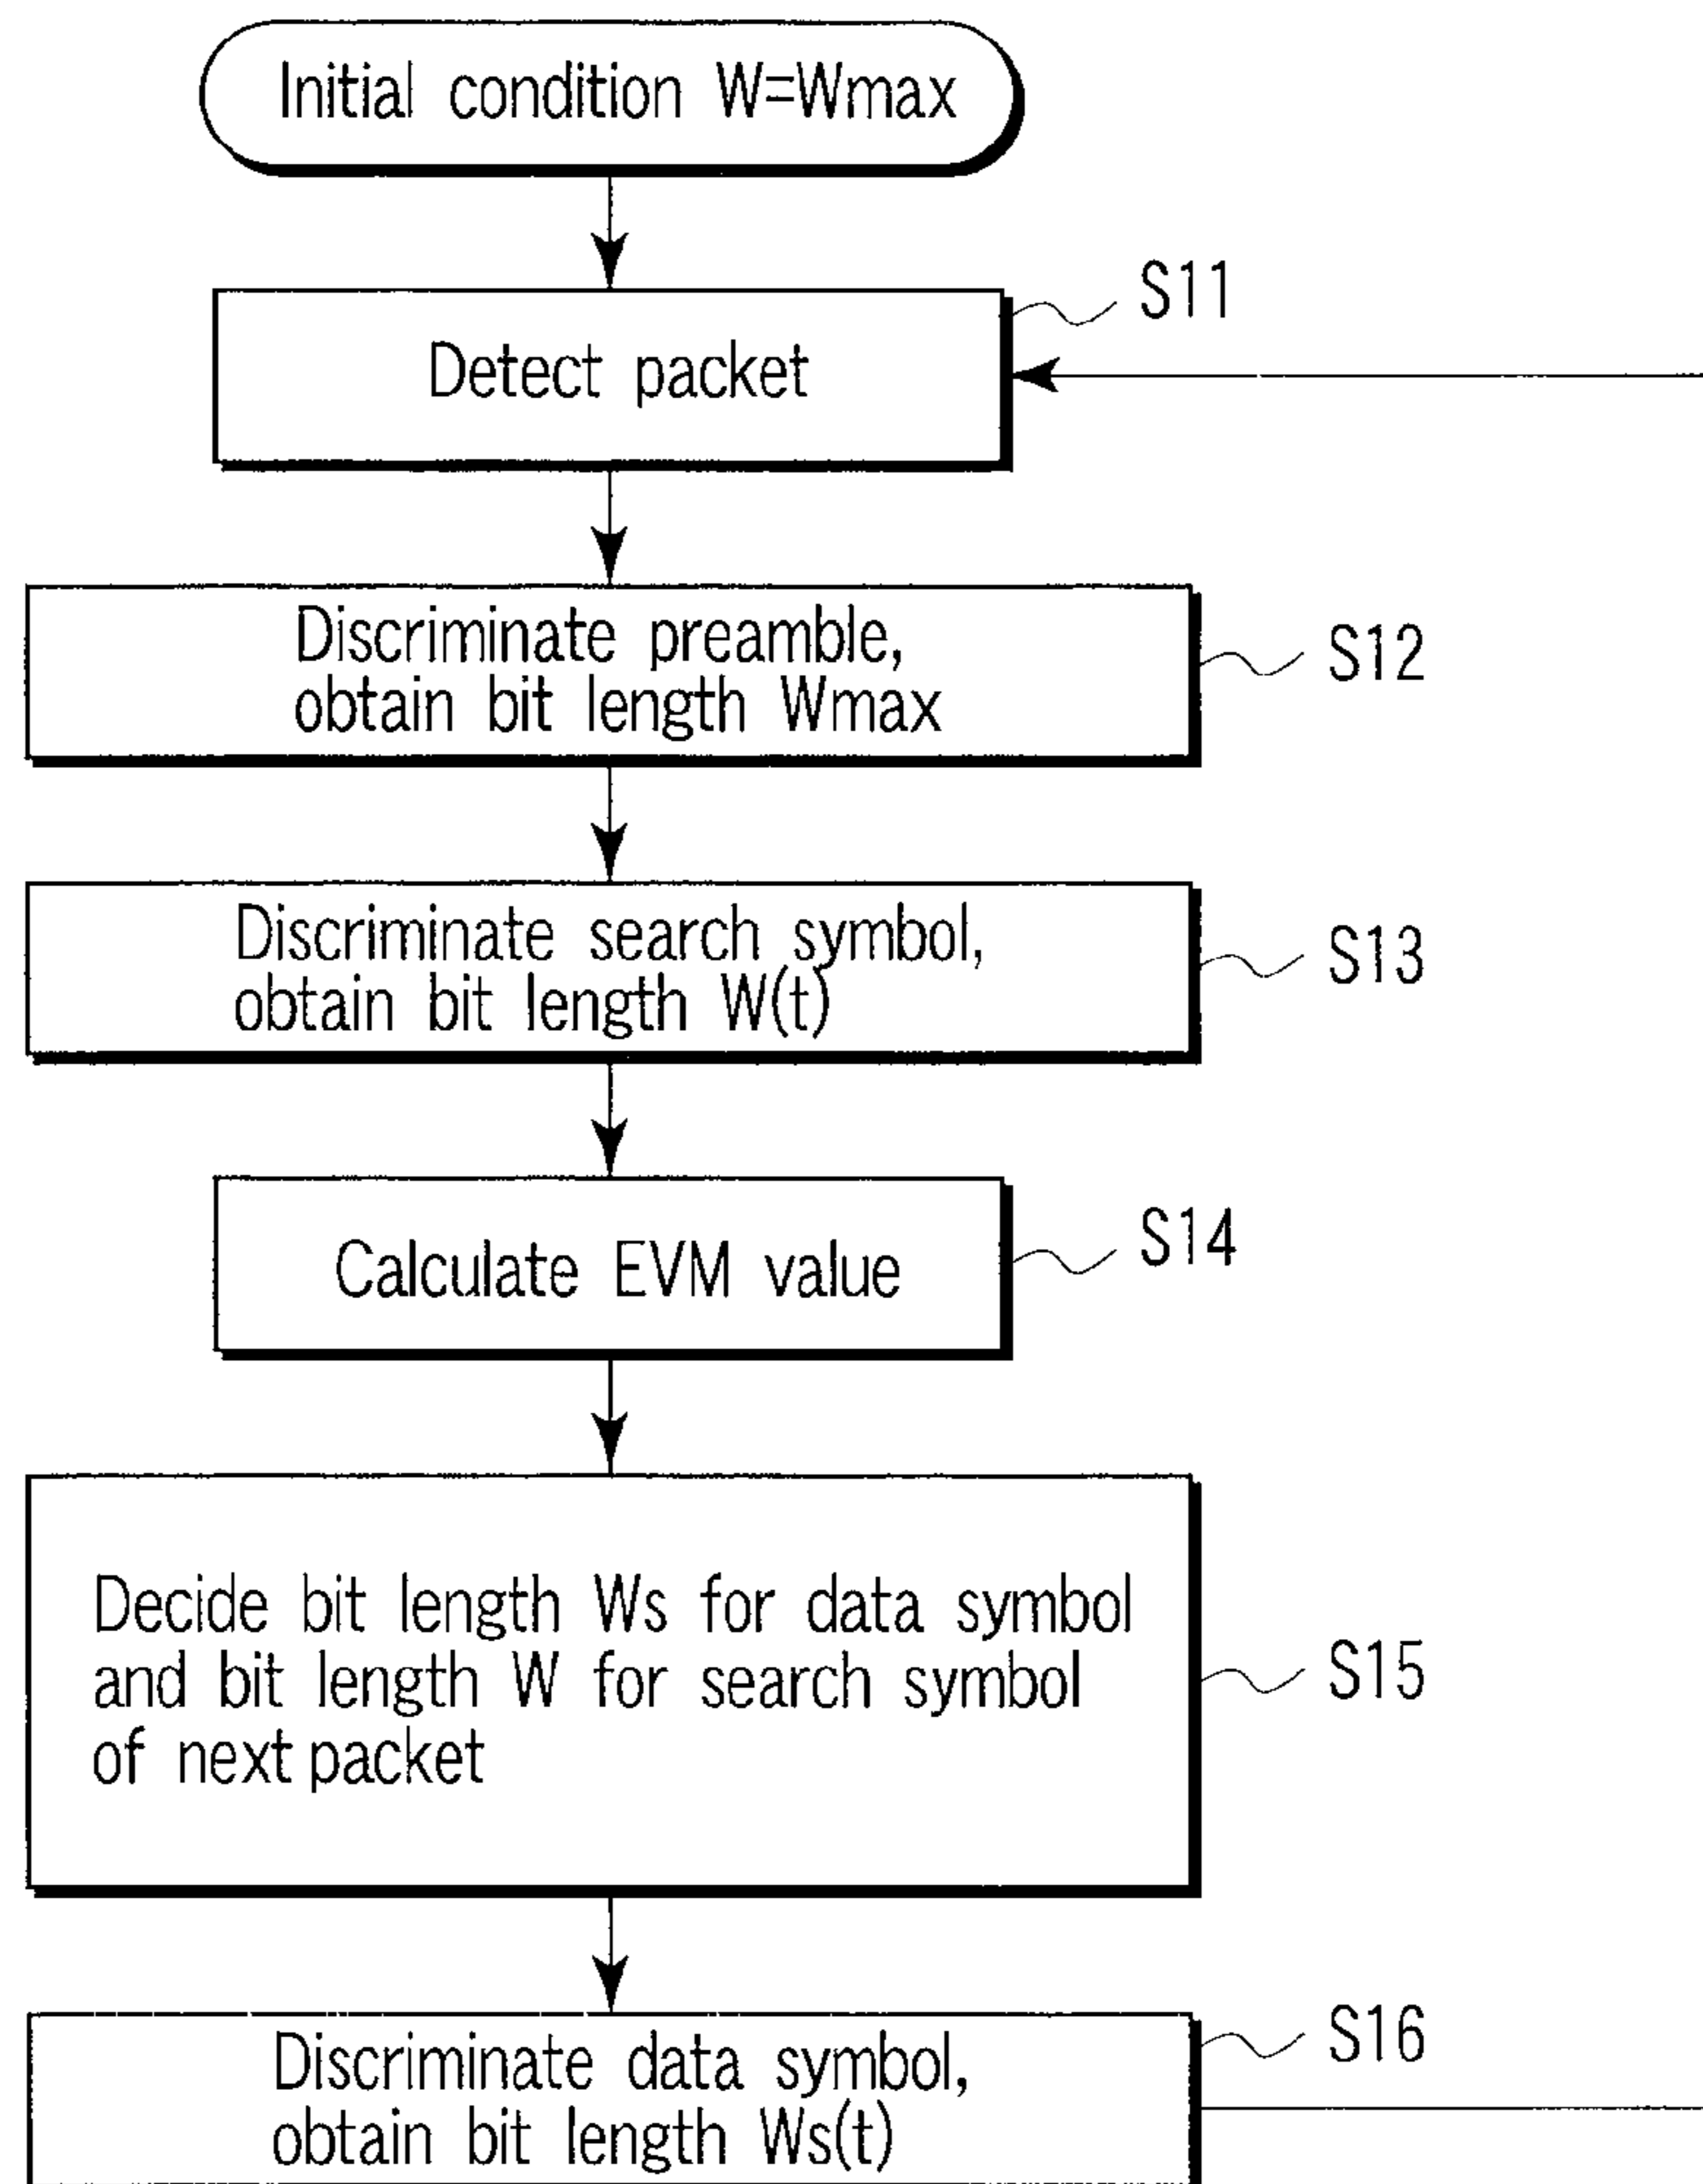 Initial condition W=Wmax
S11
Detect packet
Discriminate preamble,
obtain bit length Wmax
S12
Discriminate search symbol,
obtain bit length W(t)
S13
S14
Calculate EVM value
Decide bit length Ws for data symbol
and bit length W for search symbol
of next packet
S15
S16
Discriminate data symbol,
obtain bit length Ws(t)